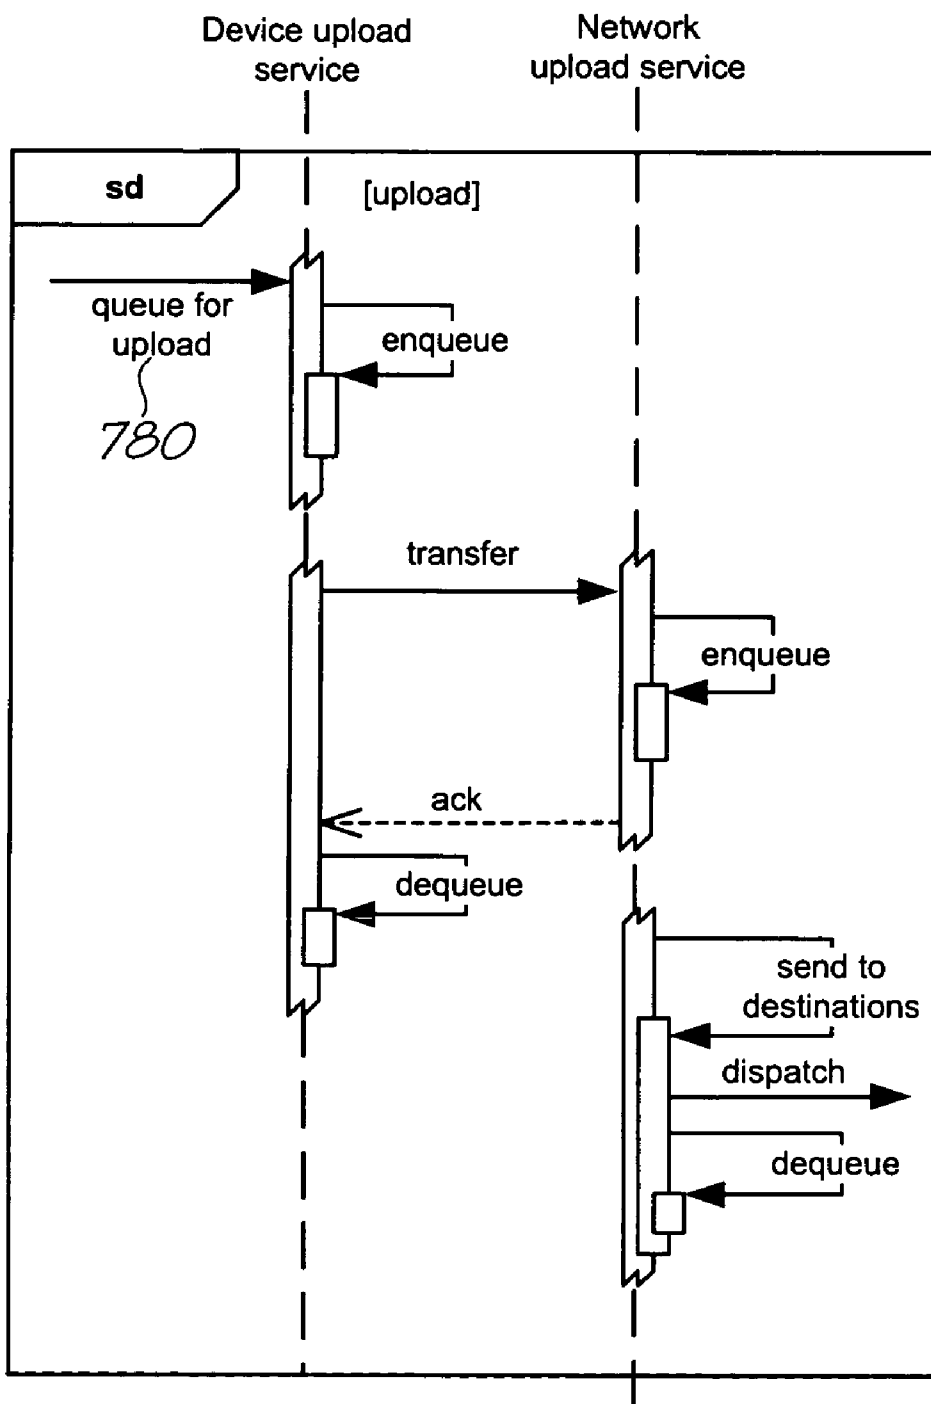 Device upload
service
Network
upload service
sd
[upload]
queue for
upload
780
enqueue
transfer
enqueue
ack
dequeue
send to
destinations
dispatch
dequeue